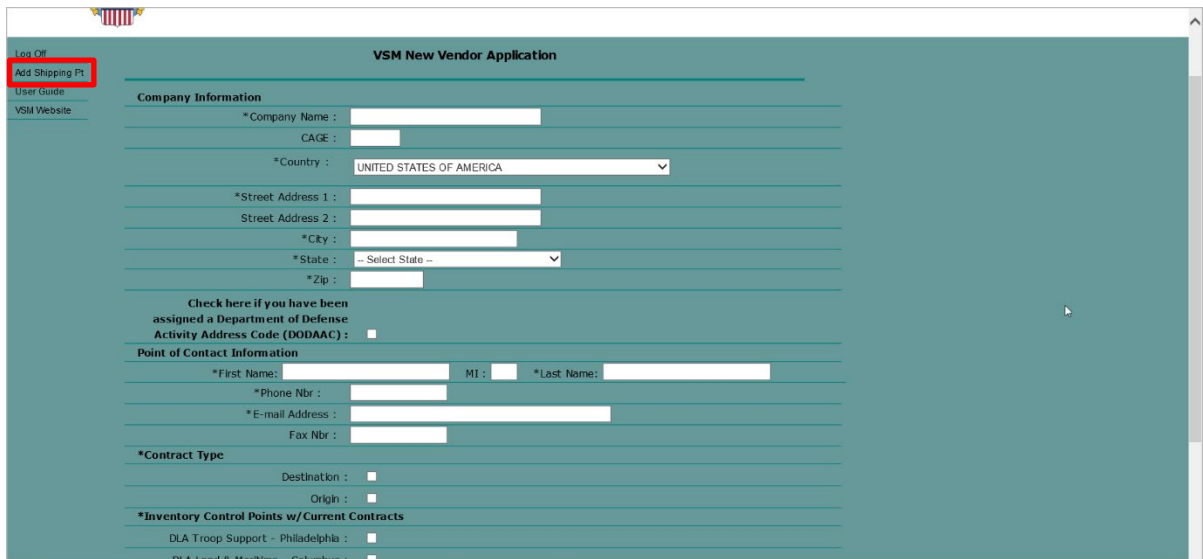 Log Off
Add Shipping Pt
User Guide
VSM Website
VSM New Vendor Application
Company Information
*Company Name :
CAGE :
*Country : UNITED STATES OF AMERICA
*Street Address 1 :
Street Address 2 :
*City :
*State : -- Select State --
*Zip :
Check here if you have been
assigned a Department of Defense
Activity Address Code (DODAAC) :
Point of Contact Information
*First Name: MI : *Last Name:
*Phone Nbr :
*E-mail Address :
Fax Nbr :
*Contract Type
Destination :
Origin :
*Inventory Control Points w/Current Contracts
DLA Troop Support - Philadelphia :
DLA Land & Maritime - Columbus :